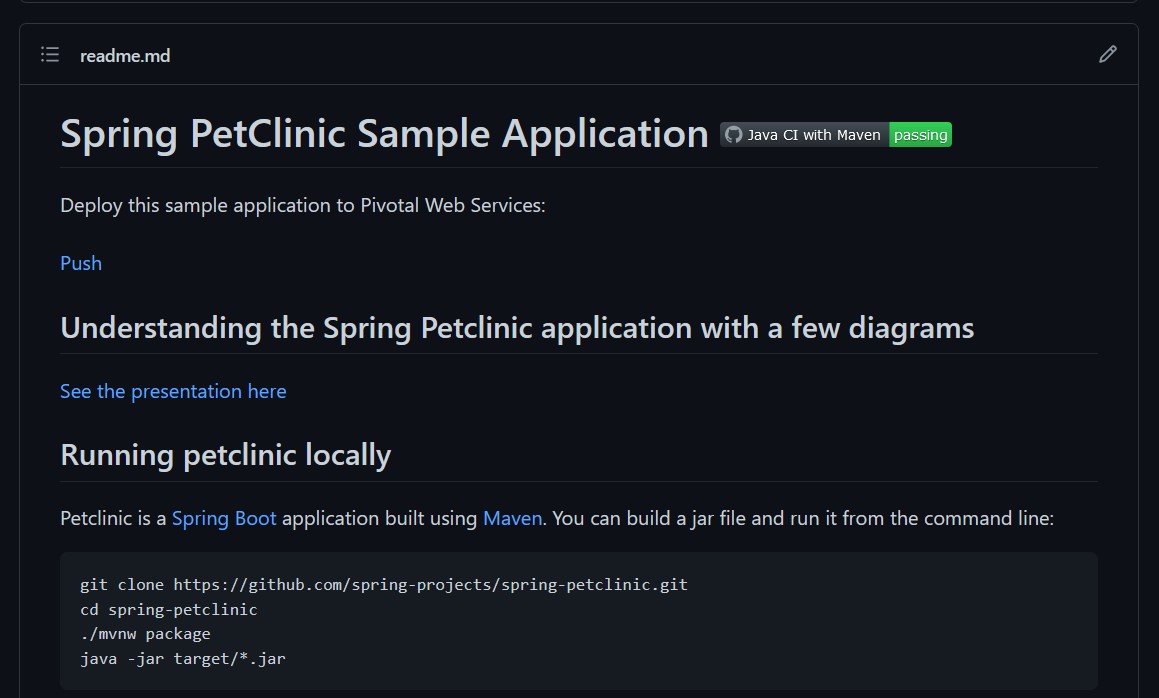 readme.md
Spring PetClinic Sample Application Java CI with Maven passing
Deploy this sample application to Pivotal Web Services:
Push
Understanding the Spring Petclinic application with a few diagrams
See the presentation here
Running petclinic locally
Petclinic is a Spring Boot application built using Maven. You can build a jar file and run it from the command line:
git clone https://github.com/spring-projects/spring-petclinic.git
cd spring-petclinic
./mvnw package
java -jar target/*.jar